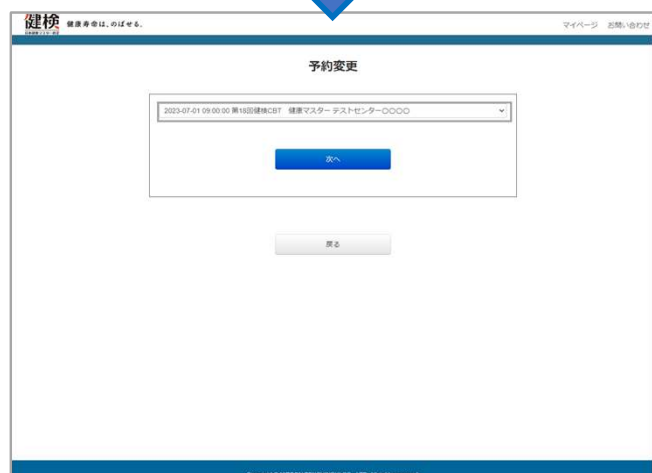 健検 健康寿命は、のばせる。
マイページ お問い合わせ
予約変更
2023-07-01 09:00:00 第18回健検CBT 健康マスター テストセンター〇〇〇〇
次へ
戻る